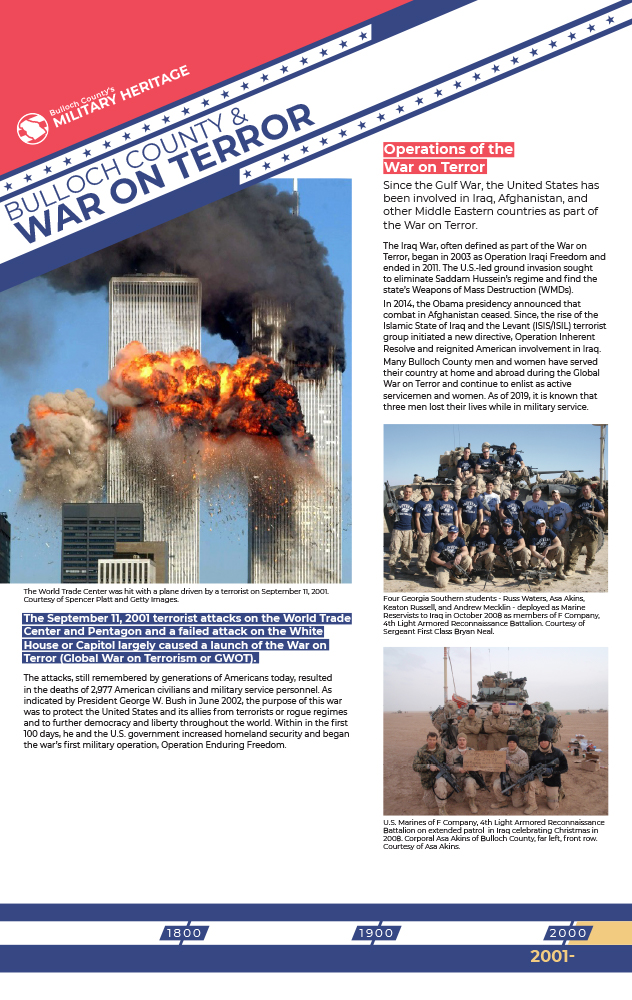 Bulloch County's
MILITARY HERITAGE
BULLOCH COUNTY &
WAR ON TERROR
The World Trade Center was hit with a plane driven by a terrorist on September 11, 2001.
Courtesy of Spencer Platt and Getty Images.
The September 11, 2001 terrorist attacks on the World Trade
Center and Pentagon and a failed attack on the White
House or Capitol largely caused a launch of the War on
Terror (Global War on Terrorism or GWOT).
The attacks, still remembered by generations of Americans today, resulted
in the deaths of 2,977 American civilians and military service personnel. As
indicated by President George W. Bush in June 2002, the purpose of this war
was to protect the United States and its allies from terrorists or rogue regimes
and to further democracy and liberty throughout the world. Within in the first
100 days, he and the U.S. government increased homeland security and began
the war's first military operation, Operation Enduring Freedom.
Operations of the
War on Terror
Since the Gulf War, the United States has
been involved in Iraq, Afghanistan, and
other Middle Eastern countries as part of
the War on Terror.
The Iraq War, often defined as part of the War on
Terror, began in 2003 as Operation Iraqi Freedom and
ended in 2011. The U.S.-led ground invasion sought
to eliminate Saddam Hussein's regime and find the
state's Weapons of Mass Destruction (WMDs).
In 2014, the Obama presidency announced that
combat in Afghanistan ceased. Since, the rise of the
Islamic State of Iraq and the Levant (ISIS/ISIL) terrorist
group initiated a new directive, Operation Inherent
Resolve and reignited American involvement in Iraq.
Many Bulloch County men and women have served
their country at home and abroad during the Global
War on Terror and continue to enlist as active
servicemen and women. As of 2019, it is known that
three men lost their lives while in military service.
Four Georgia Southern students - Russ Waters, Asa Akins,
Keaton Russell, and Andrew Mecklin - deployed as Marine
Reservists to Iraq in October 2008 as members of F Company,
4th Light Armored Reconnaissance Battalion. Courtesy of
Sergeant First Class Bryan Neal.
U.S. Marines of F Company, 4th Light Armored Reconnaissance
Battalion on extended patrol in Iraq celebrating Christmas in
2008. Corporal Asa Akins of Bulloch County, far left, front row.
Courtesy of Asa Akins.
1800
1900
2000
2001-